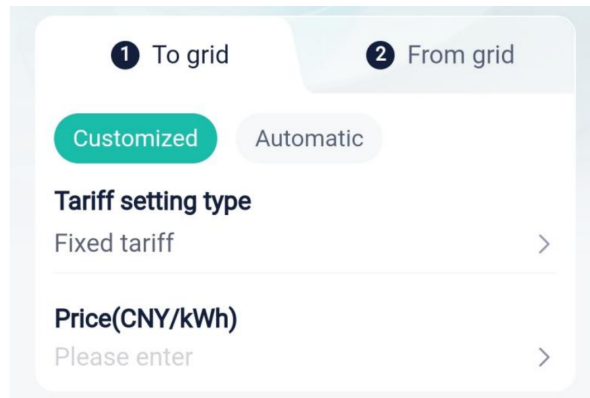 1 To grid
2 From grid
Customized
Automatic
Tariff setting type
Fixed tariff
Price(CNY/kWh)
Please enter